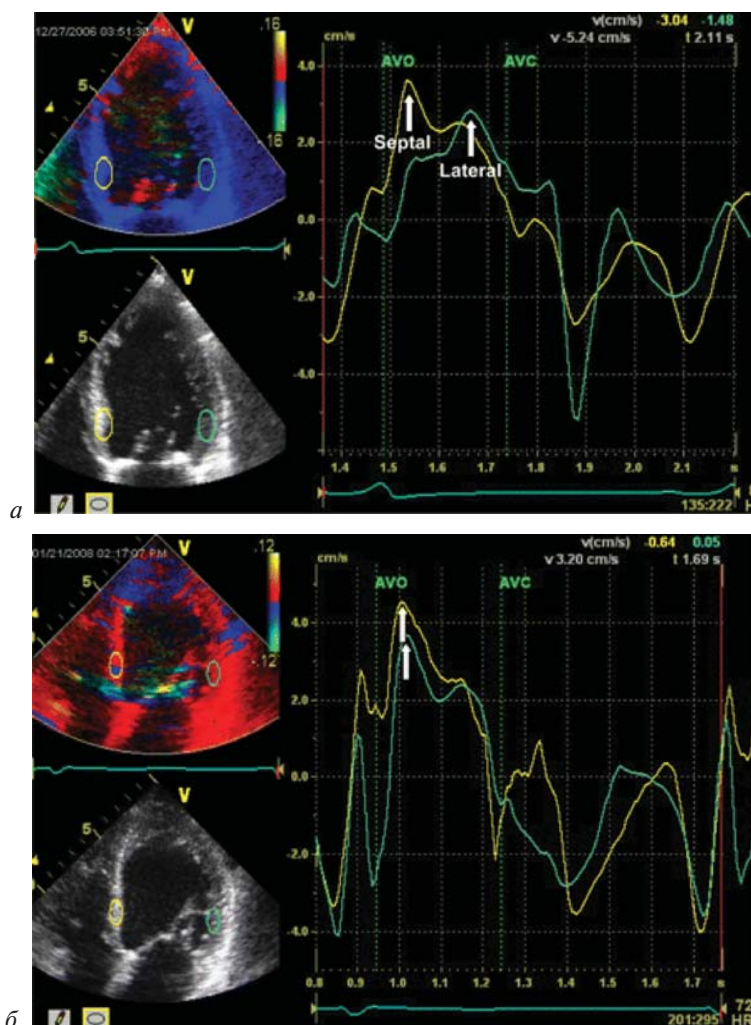 V
.16
12/27/2006 03:51:30 PM
5
.16
V
5
v(cm/s) -3.04 -1.48
v -5.24 cm/s t 2.11 s
cm/s
AVO
AVC
4.0
Septal
2.0
Lateral
0.0
-2.0
-4.0
1.4 1.5 1.6 1.7 1.8 1.9 2.0 2.1 s
135:222
а
V
.12
01/21/2008 02:17:07 PM
5
-.12
V
5
v(cm/s) -0.64 0.05
v 3.20 cm/s t 1.69 s
cm/s
AVO
AVC
4.0
2.0
0.0
-2.0
-4.0
0.8 0.9 1.0 1.1 1.2 1.3 1.4 1.5 1.6 1.7 s
72
201:295 HR
б